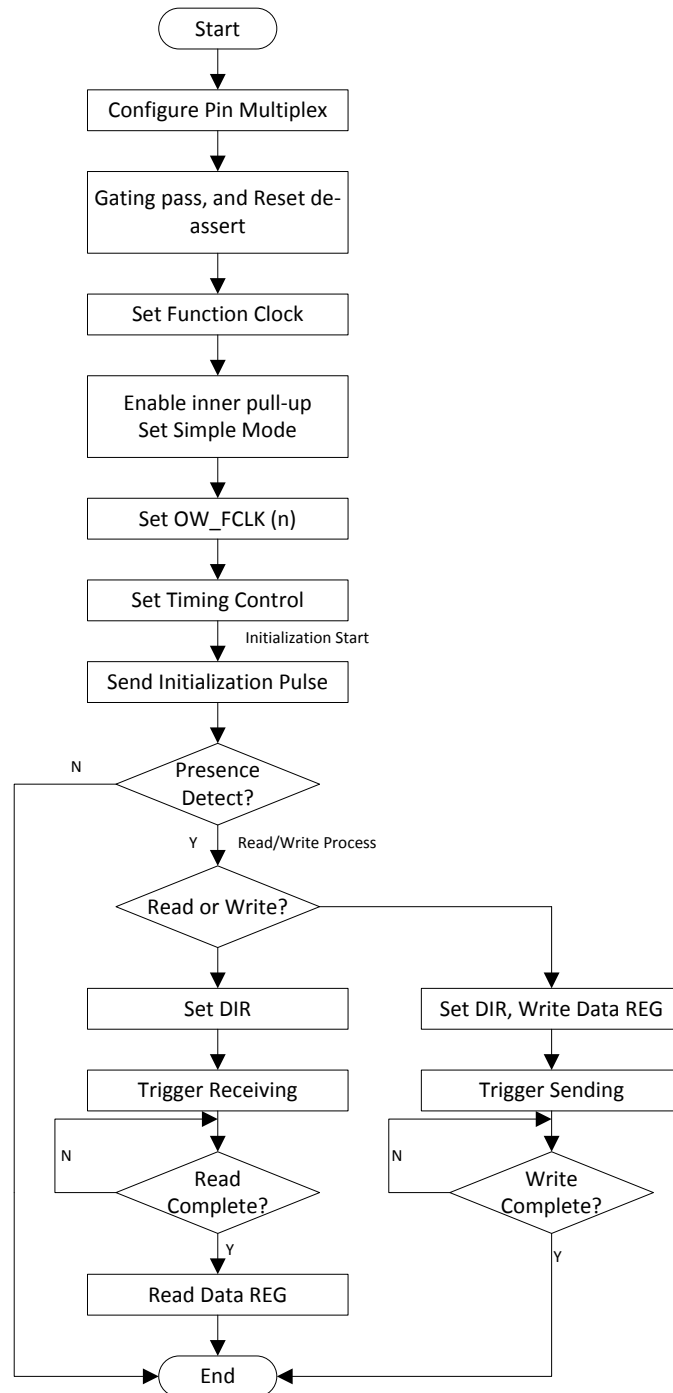 Start
Configure Pin Multiplex
Gating pass, and Reset de-
assert
Set Function Clock
Enable inner pull-up
Set Simple Mode
Set OW_FCLK (n)
Set Timing Control
Initialization Start
Send Initialization Pulse
N
Presence
Detect?
Y
Read/Write Process
Read or Write?
Set DIR
Set DIR, Write Data REG
Trigger Receiving
Trigger Sending
N
Read
Complete?
N
Write
Complete?
Y
Y
Read Data REG
End